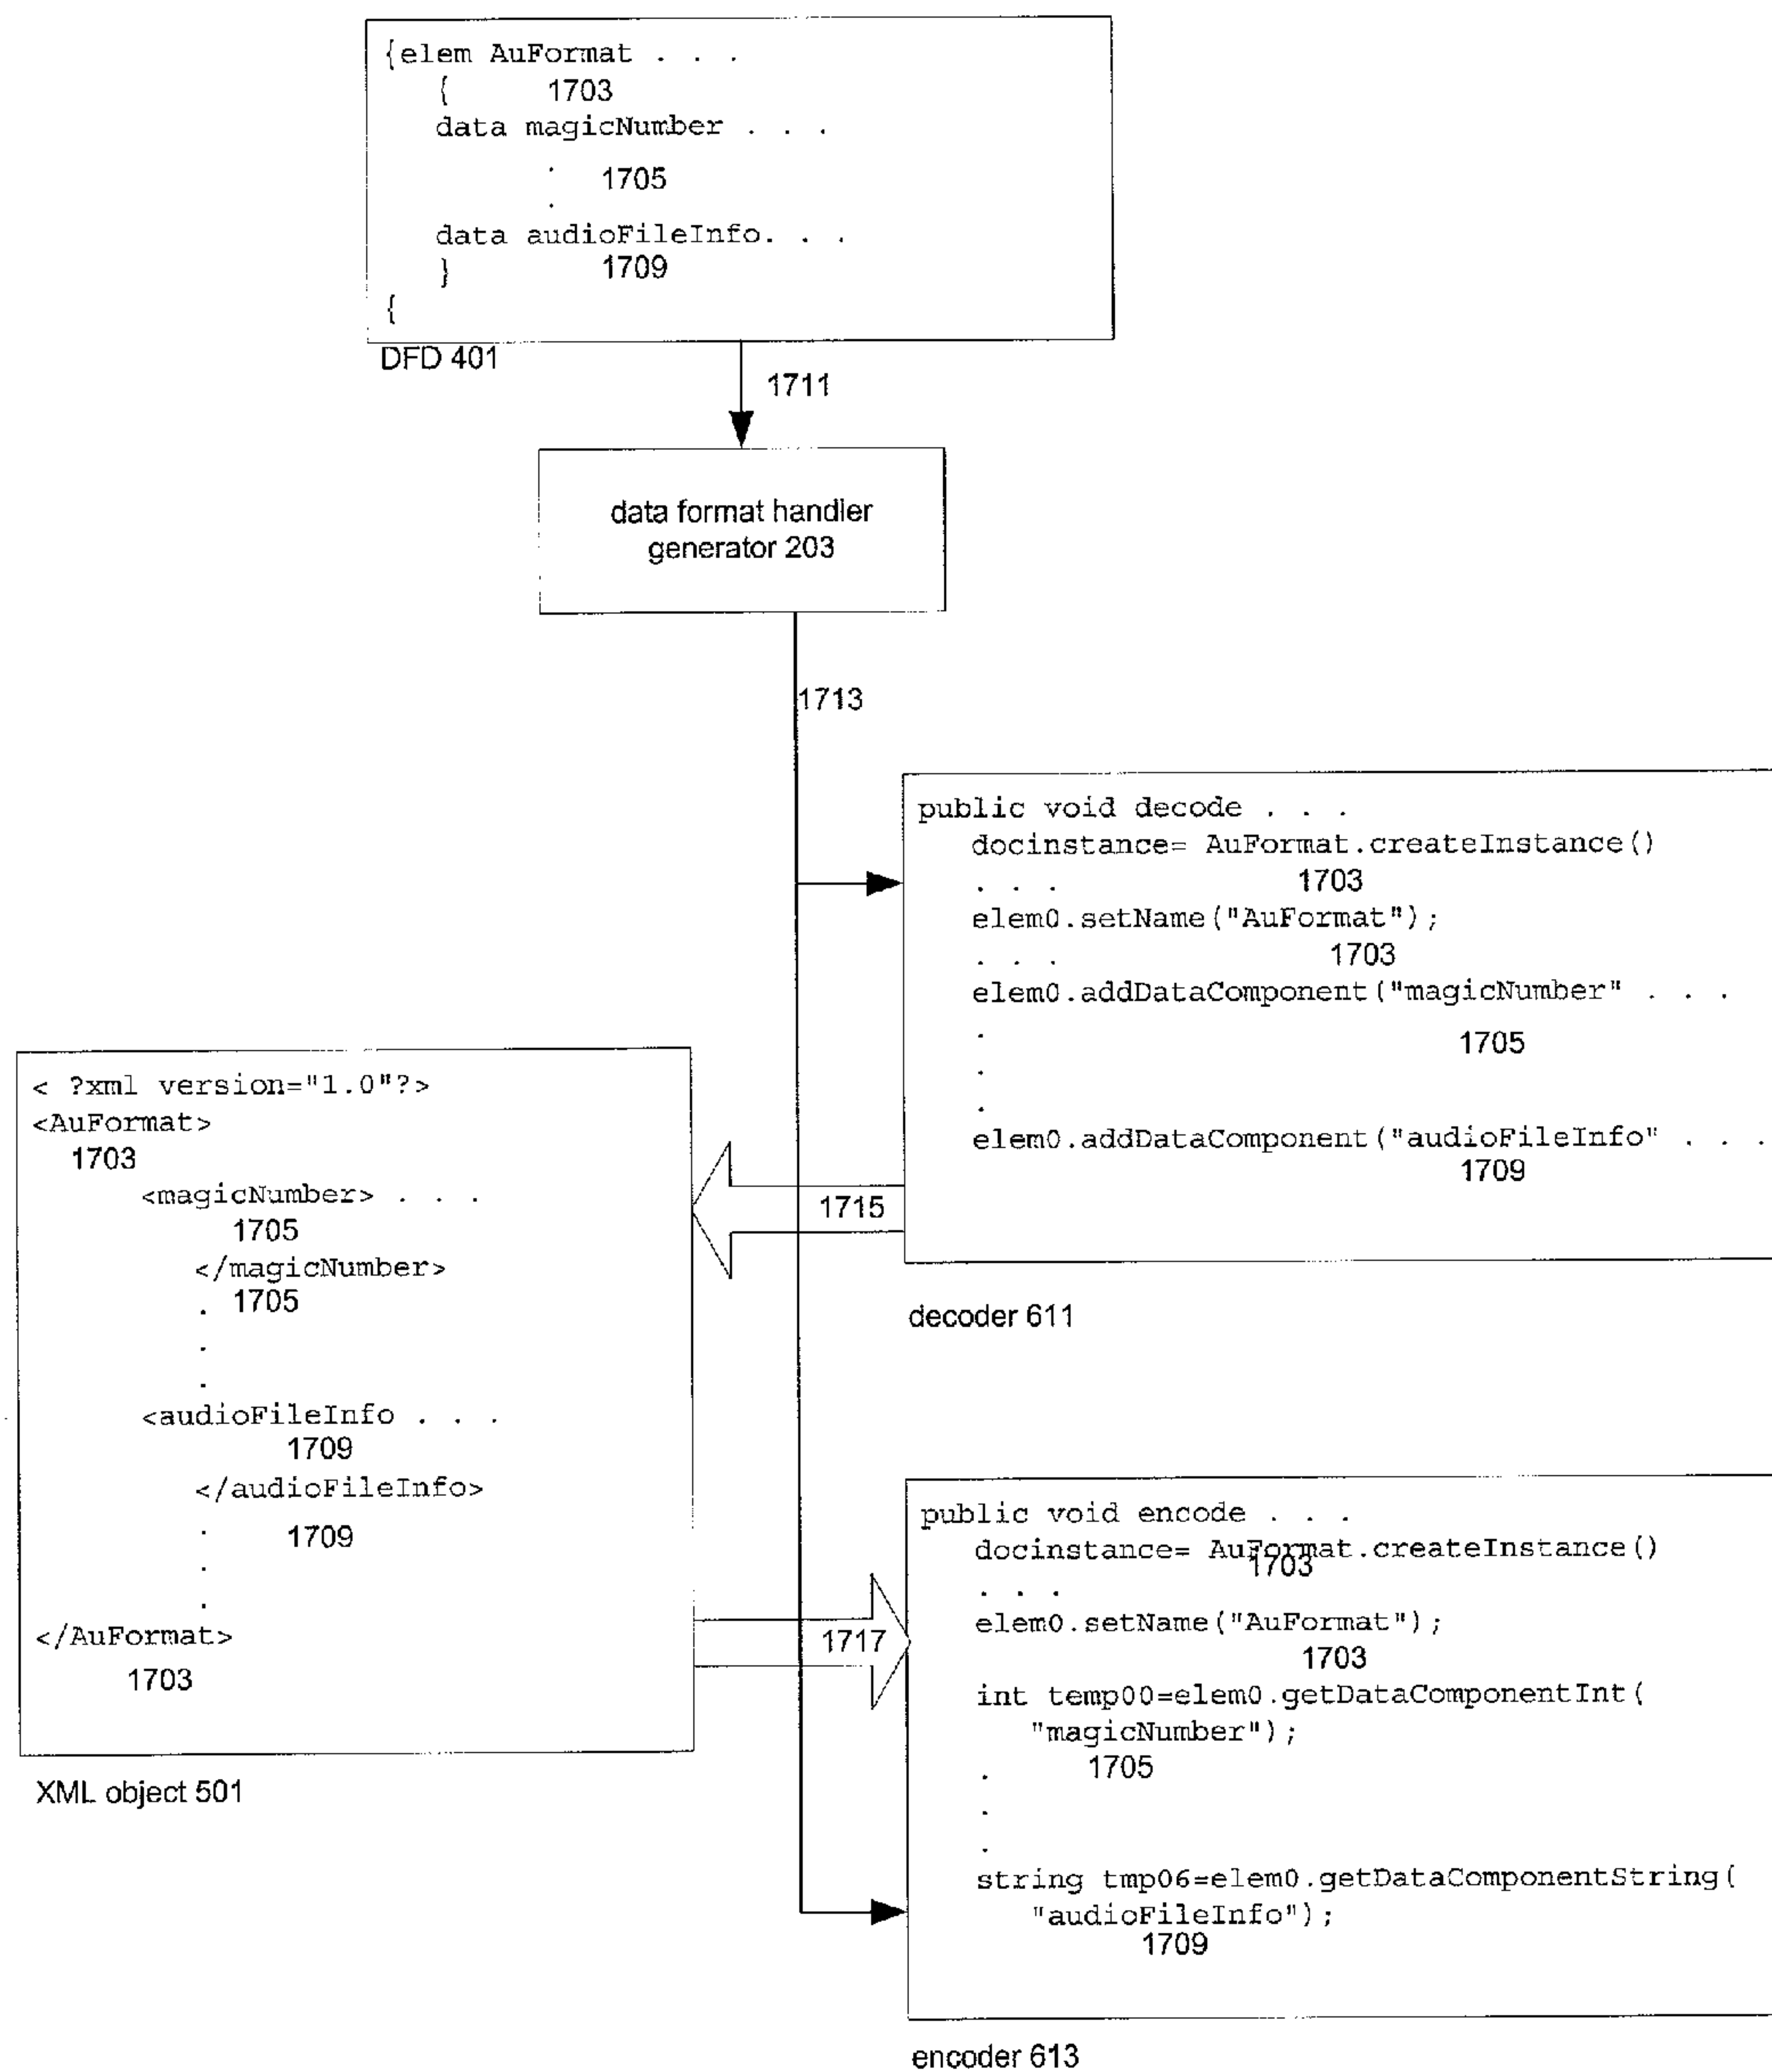 {elem AuFormat . . .
{ 1703
data magicNumber . . .
. 1705
.
data audioFileInfo. . .
} 1709
{
DFD 401
1711
data format handler
generator 203
1713
public void decode . . .
docinstance= AuFormat.createInstance()
. . . 1703
elem0.setName("AuFormat");
. . . 1703
elem0.addDataComponent("magicNumber" . . .
. 1705
.
.
elem0.addDataComponent("audioFileInfo" . . .
1709
decoder 611
1715
< ?xml version="1.0"?>
<AuFormat>
1703
<magicNumber> . . .
1705
</magicNumber>
. 1705
.
.
<audioFileInfo . . .
1709
</audioFileInfo>
. 1709
.
.
</AuFormat>
1703
XML object 501
1717
public void encode . . .
docinstance= AuFormat.createInstance()
1703
. . .
elem0.setName("AuFormat");
1703
int temp00=elem0.getDataComponentInt(
"magicNumber");
. 1705
.
.
string tmp06=elem0.getDataComponentString(
"audioFileInfo");
1709
encoder 613